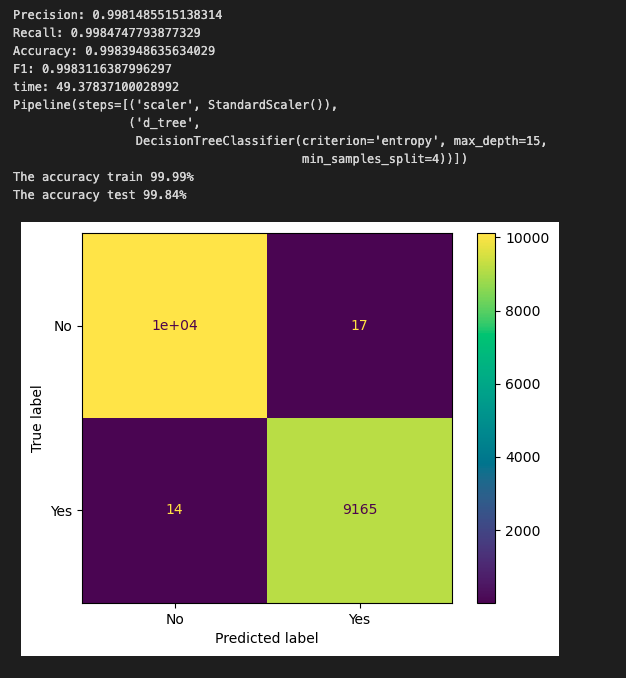 Precision: 0.9981485515138314
Recall: 0.9984747793877329
Accuracy: 0.9983948635634029
F1: 0.9983116387996297
time: 49.37837100028992
Pipeline(steps=[('scaler', StandardScaler()),
('d_tree',
DecisionTreeClassifier(criterion='entropy', max_depth=15,
min_samples_split=4))])
The accuracy train 99.99%
The accuracy test 99.84%
10000
No
1e+04
17
8000
6000
True label
4000
Yes
14
9165
2000
No
Yes
Predicted label